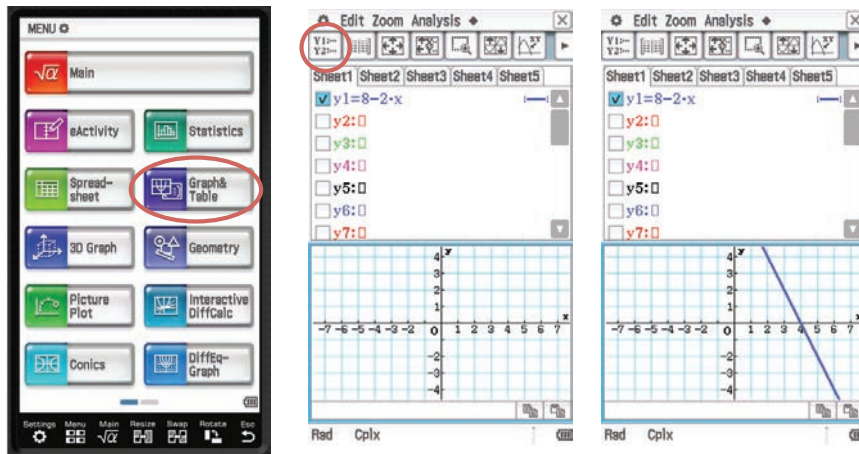 MENU
√α Main
eActivity Statistics
Spread-
sheet
Graph&
Table
3D Graph Geometry
Picture
Plot
Interactive
DiffCalc
Conics
DiffEq-
Graph
Settings Menu Main Resize Swap Rotate Esc
√α
Edit Zoom Analysis
Y1:⋯
Y2:⋯
Sheet1 Sheet2 Sheet3 Sheet4 Sheet5
y1=8-2·x
y2:
y3:
y4:
y5:
y6:
y7:
y
4
3
2
1
x
-7 -6 -5 -4 -3 -2 0 1 2 3 4 5 6 7
-2
-3
-4
Rad Cplx
Edit Zoom Analysis
Y1:⋯
Y2:⋯
Sheet1 Sheet2 Sheet3 Sheet4 Sheet5
y1=8-2·x
y2:
y3:
y4:
y5:
y6:
y7:
y
4
3
2
1
x
-7 -6 -5 -4 -3 -2 0 1 2 3 4 5 6 7
-2
-3
-4
Rad Cplx